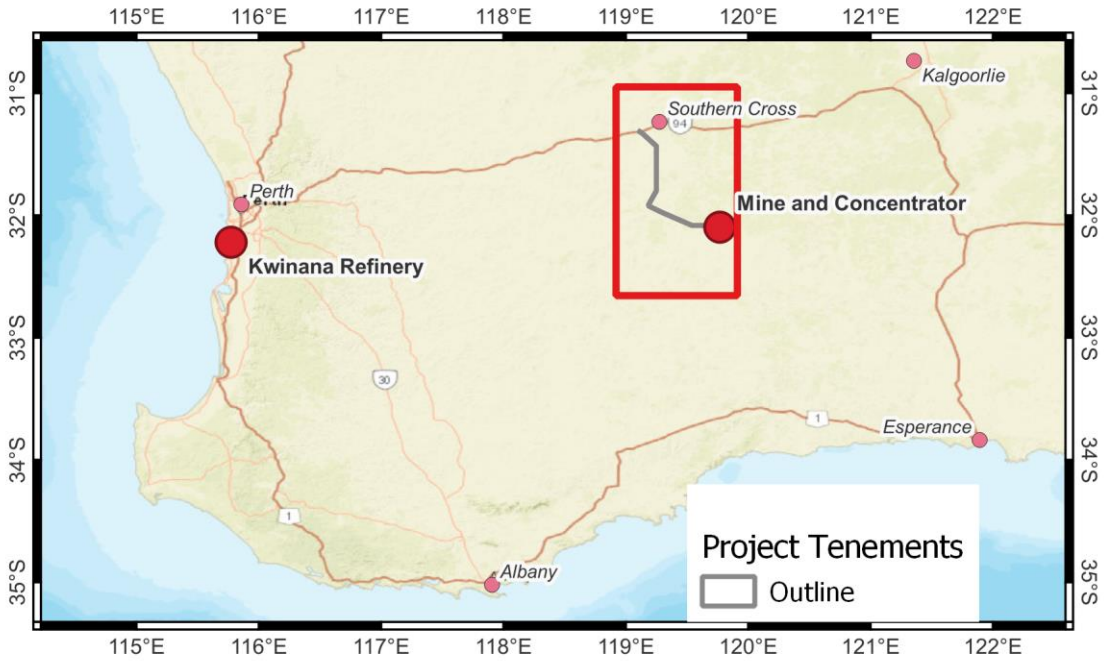 115°E 116°E 117°E 118°E 119°E 120°E 121°E 122°E
31°S
31°S
Kalgoorlie
Southern Cross
94
Perth
32°S
Mine and Concentrator
32°S
Kwinana Refinery
33°S
33°S
30
1
Esperance
34°S
34°S
1
Project Tenements
Outline
Albany
35°S
35°S
115°E 116°E 117°E 118°E 119°E 120°E 121°E 122°E